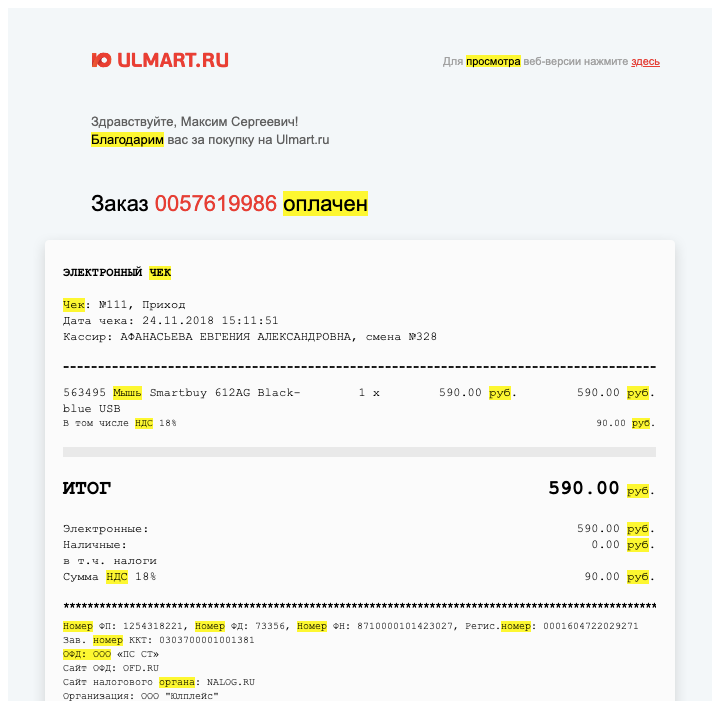 ULMART.RU
Для просмотра веб-версии нажмите здесь
Здравствуйте, Максим Сергеевич!
Благодарим вас за покупку на Ulmart.ru
Заказ 0057619986 оплачен
ЭЛЕКТРОННЫЙ ЧЕК
Чек: №111, Приход
Дата чека: 24.11.2018 15:11:51
Кассир: АФАНАСЬЕВА ЕВГЕНИЯ АЛЕКСАНДРОВНА, смена №328
563495 Мышь Smartbuy 612AG Black- 1 x 590.00 руб. 590.00 руб.
blue USB
В том числе НДС 18% 90.00 руб.
ИТОГ 590.00 руб.
Электронные: 590.00 руб.
Наличные: 0.00 руб.
в т.ч. налоги
Сумма НДС 18% 90.00 руб.
Номер ФП: 1254318221, Номер ФД: 73356, Номер ФН: 8710000101423027, Регис.номер: 0001604722029271
Зав. номер ККТ: 0303700001001381
ОФД: ООО «ПС СТ»
Сайт ОФД: OFD.RU
Сайт налогового органа: NALOG.RU
Организация: ООО "Юлплейс"